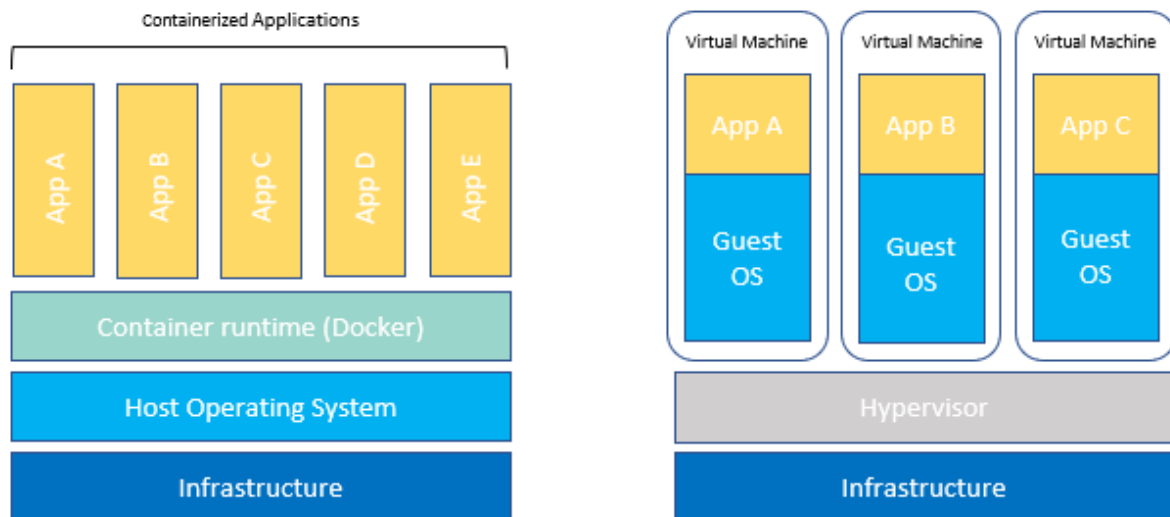 Containerized Applications
App A
App B
App C
App D
App E
Container runtime (Docker)
Host Operating System
Infrastructure
Virtual Machine
App A
Guest
OS
Virtual Machine
App B
Guest
OS
Virtual Machine
App C
Guest
OS
Hypervisor
Infrastructure